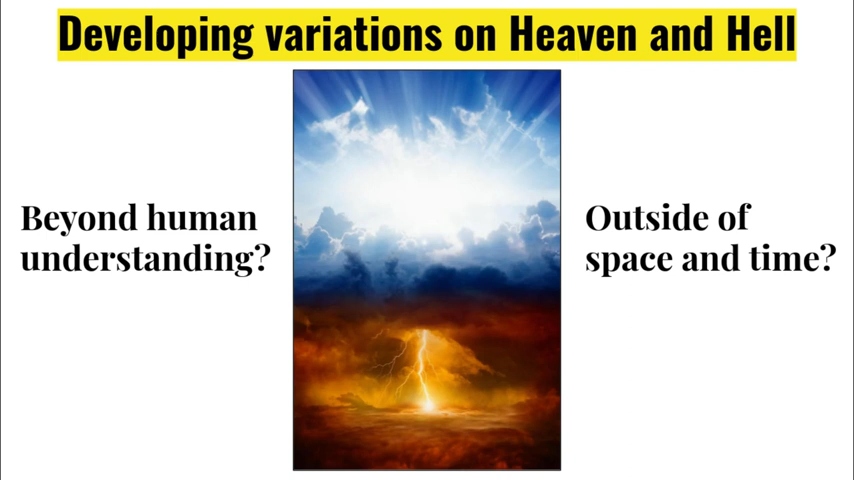 Developing variations on Heaven and Hell
Beyond human
understanding?
Outside of
space and time?